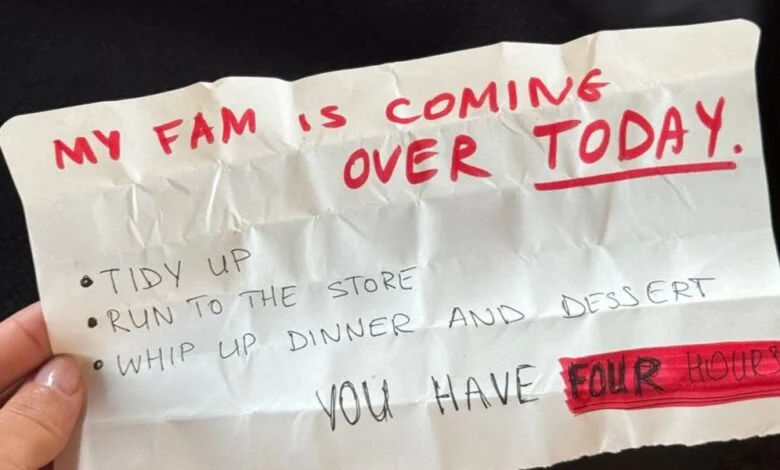 MY FAM IS COMING
OVER TODAY.
• TIDY UP
• RUN TO THE STORE
• WHIP UP DINNER AND DESSERT
YOU HAVE FOUR HOURS